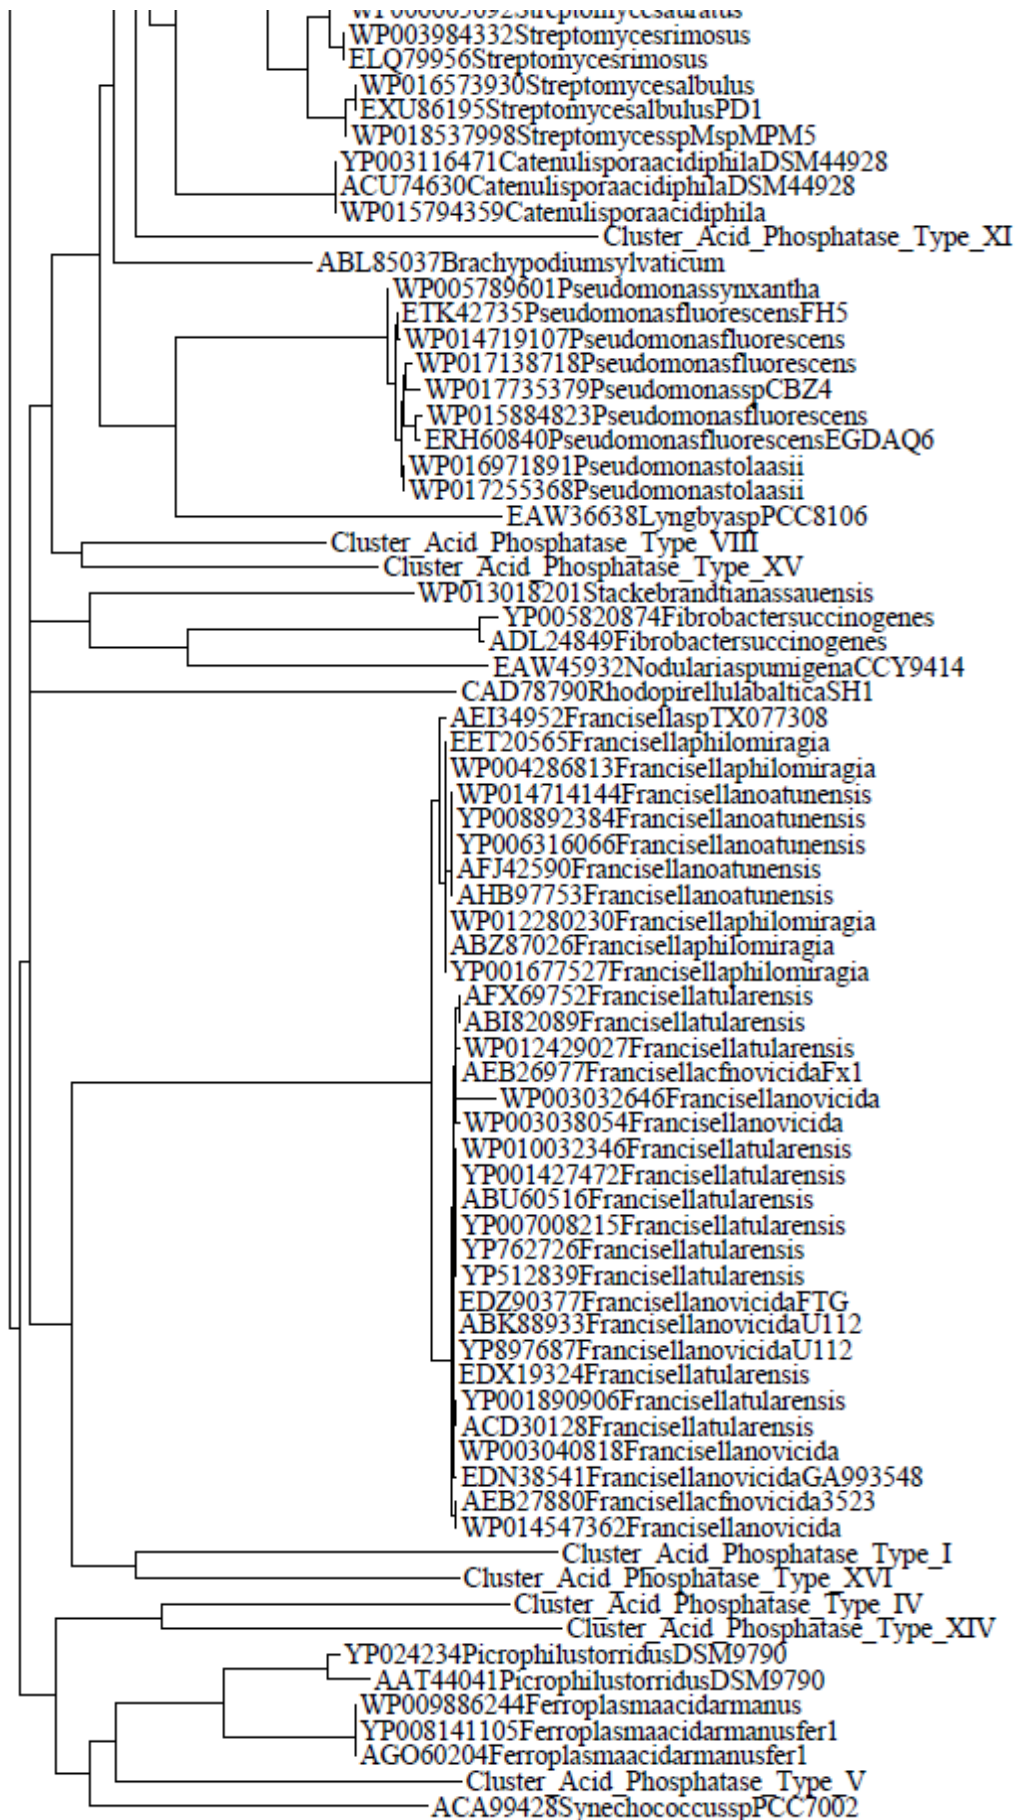 WP003984332Streptomycesrimosus
ELQ79956Streptomycesrimosus
WP016573930Streptomycesalbulus
EXU86195StreptomycesalbulusPD1
WP018537998StreptomycesspMspMPM5
YP003116471CatenulisporaacidiphilaDSM44928
ACU74630CatenulisporaacidiphilaDSM44928
WP015794359Catenulisporaacidiphila
Cluster_Acid_Phosphatase_Type_XI
ABL85037Brachypodiumsylvaticum
WP005789601Pseudomonassynxantha
ETK42735PseudomonasfluorescensFH5
WP014719107Pseudomonasfluorescens
WP017138718Pseudomonasfluorescens
WP017735379PseudomonasspCBZ4
WP015884823Pseudomonasfluorescens
ERH60840PseudomonasfluorescensEGDAQ6
WP016971891Pseudomonastolaasii
WP017255368Pseudomonastolaasii
EAW36638LyngbyaspPCC8106
Cluster_Acid_Phosphatase_Type_VIII
Cluster_Acid_Phosphatase_Type_XV
WP013018201Stackebrandtianassauensis
YP005820874Fibrobactersuccinogenes
ADL24849Fibrobactersuccinogenes
EAW45932NodulariaspumigenaCCY9414
CAD78790RhodopirellulabalticaSH1
AEI34952FrancisellaspTX077308
EET20565Francisellaphilomiragia
WP004286813Francisellaphilomiragia
WP014714144Francisellanoatunensis
YP008892384Francisellanoatunensis
YP006316066Francisellanoatunensis
AFJ42590Francisellanoatunensis
AHB97753Francisellanoatunensis
WP012280230Francisellaphilomiragia
ABZ87026Francisellaphilomiragia
YP001677527Francisellaphilomiragia
AFX69752Francisellatularensis
ABI82089Francisellatularensis
WP012429027Francisellatularensis
AEB26977FrancisellacfnovicidaFx1
WP003032646Francisellanovicida
WP003038054Francisellanovicida
WP010032346Francisellatularensis
YP001427472Francisellatularensis
ABU60516Francisellatularensis
YP007008215Francisellatularensis
YP762726Francisellatularensis
YP512839Francisellatularensis
EDZ90377FrancisellanovicidaFTG
ABK88933FrancisellanovicidaU112
YP897687FrancisellanovicidaU112
EDX19324Francisellatularensis
YP001890906Francisellatularensis
ACD30128Francisellatularensis
WP003040818Francisellanovicida
EDN38541FrancisellanovicidaGA993548
AEB27880Francisellacfnovicida3523
WP014547362Francisellanovicida
Cluster_Acid_Phosphatase_Type_I
Cluster_Acid_Phosphatase_Type_XVI
Cluster_Acid_Phosphatase_Type_IV
Cluster_Acid_Phosphatase_Type_XIV
YP024234PicrophilustorridusDSM9790
AAT44041PicrophilustorridusDSM9790
WP009886244Ferroplasmaacidarmanus
YP008141105Ferroplasmaacidarmanusfer1
AGO60204Ferroplasmaacidarmanusfer1
Cluster_Acid_Phosphatase_Type_V
ACA99428SynechococcusspPCC7002